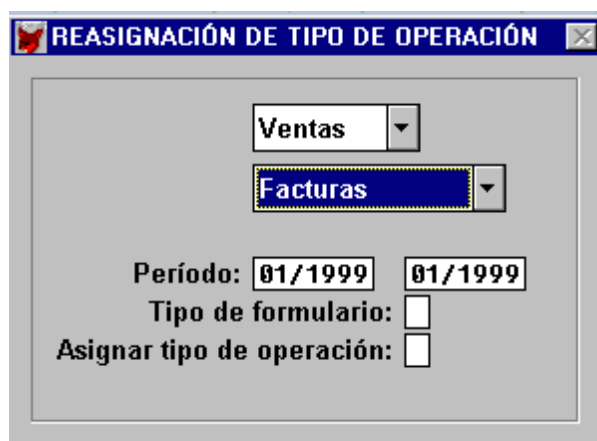 REASIGNACIÓN DE TIPO DE OPERACIÓN
Ventas
Facturas
Período: 01/1999 01/1999
Tipo de formulario:
Asignar tipo de operación: